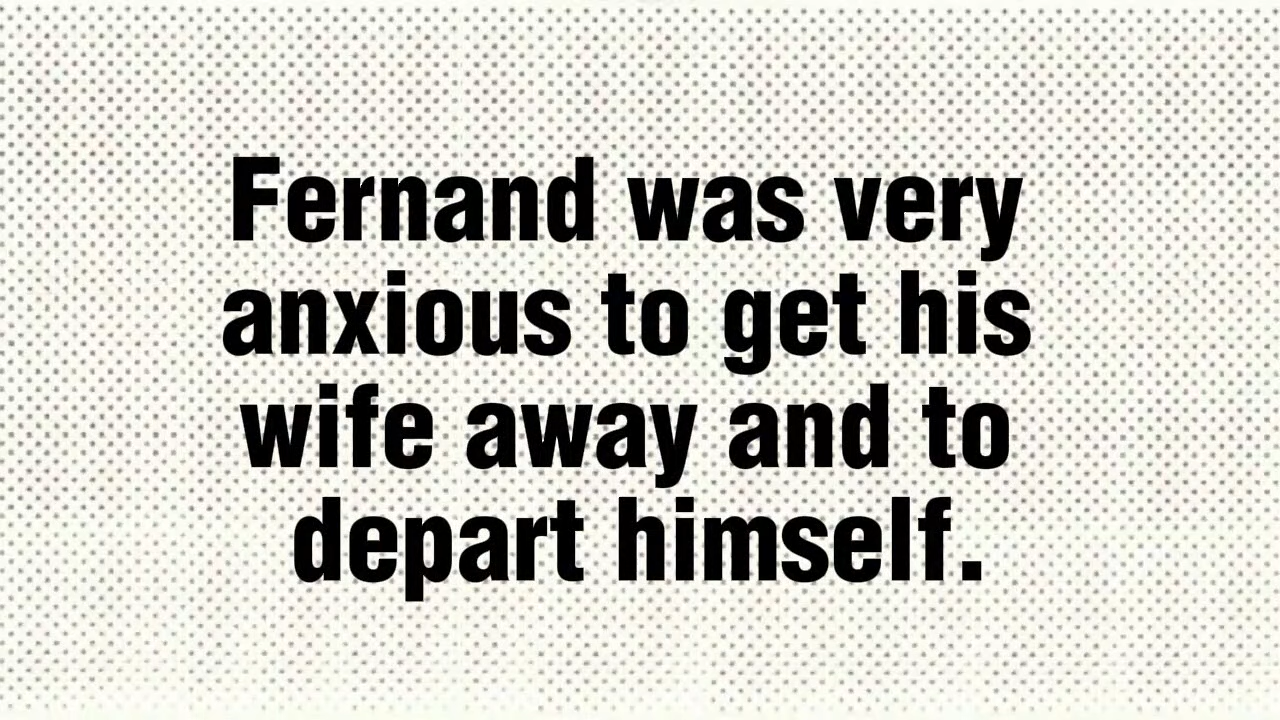 Fernand was very
anxious to get his
wife away and to
depart himself.